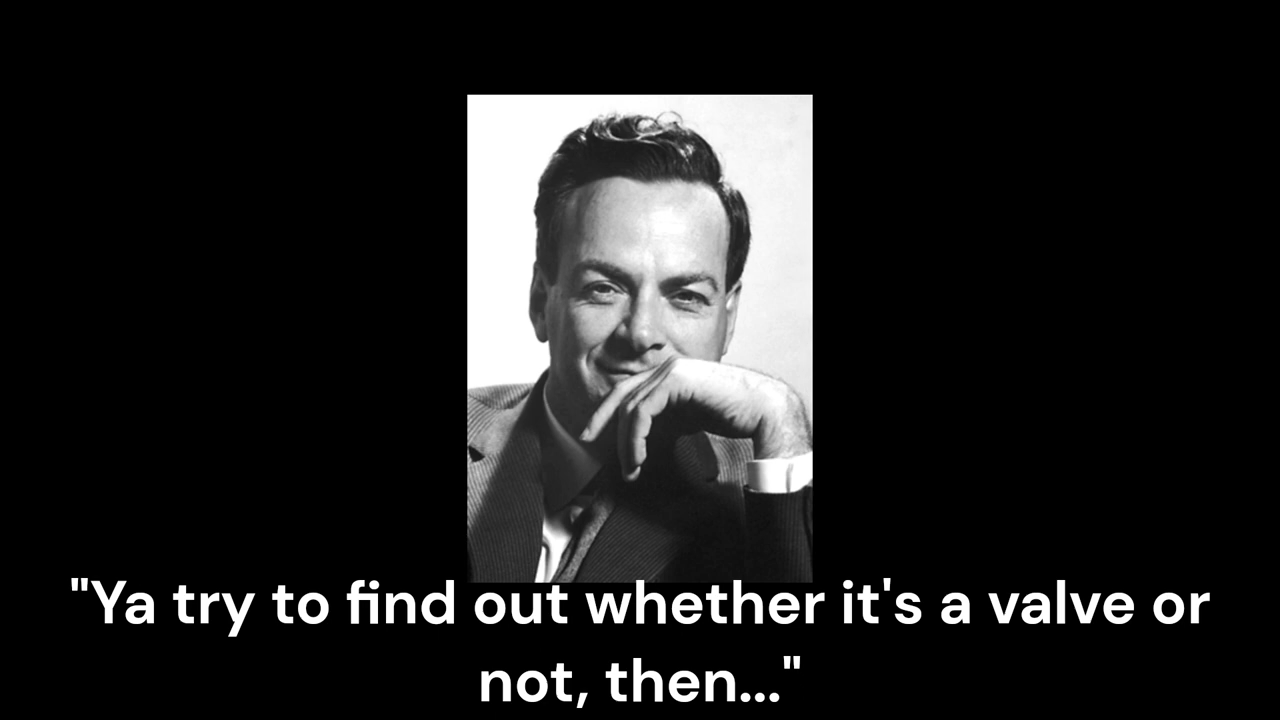 "Ya try to find out whether it's a valve or
not, then..."